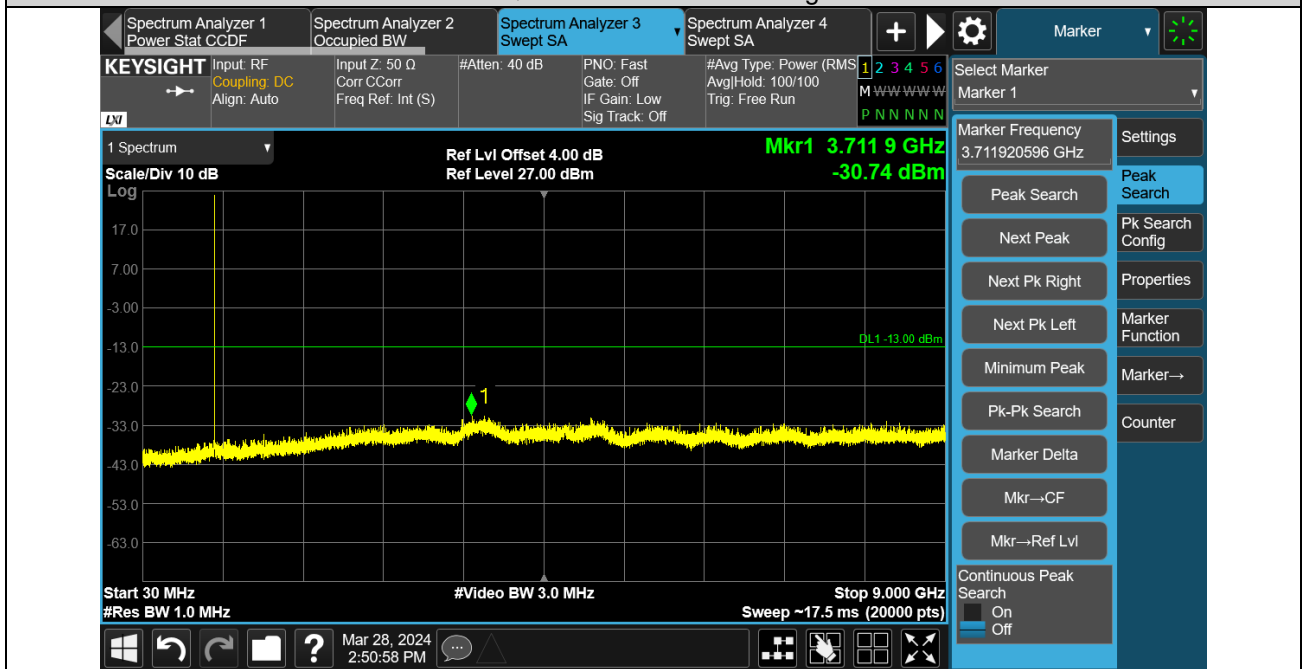 Spectrum Analyzer 1
Power Stat CCDF
Spectrum Analyzer 2
Occupied BW
Spectrum Analyzer 3
Swept SA
Spectrum Analyzer 4
Swept SA
+
Marker
KEYSIGHT
LXI
Input: RF
Coupling: DC
Align: Auto
Input Z: 50 Ω
Corr CCorr
Freq Ref: Int (S)
#Atten: 40 dB
PNO: Fast
Gate: Off
IF Gain: Low
Sig Track: Off
#Avg Type: Power (RMS
Avg|Hold: 100/100
Trig: Free Run
1 2 3 4 5 6
M W W W W W
P N N N N N
Select Marker
Marker 1
1 Spectrum
Scale/Div 10 dB
Log
Ref Lvl Offset 4.00 dB
Ref Level 27.00 dBm
Mkr1 3.711 9 GHz
-30.74 dBm
17.0
7.00
-3.00
-13.0
-23.0
-33.0
-43.0
-53.0
-63.0
DL1 -13.00 dBm
1
Start 30 MHz
#Res BW 1.0 MHz
#Video BW 3.0 MHz
Stop 9.000 GHz
Sweep ~17.5 ms (20000 pts)
Marker Frequency
3.711920596 GHz
Peak Search
Next Peak
Next Pk Right
Next Pk Left
Minimum Peak
Pk-Pk Search
Marker Delta
Mkr→CF
Mkr→Ref Lvl
Continuous Peak
Search
On
Off
Settings
Peak
Search
Pk Search
Config
Properties
Marker
Function
Marker→
Counter
?
Mar 28, 2024
2:50:58 PM